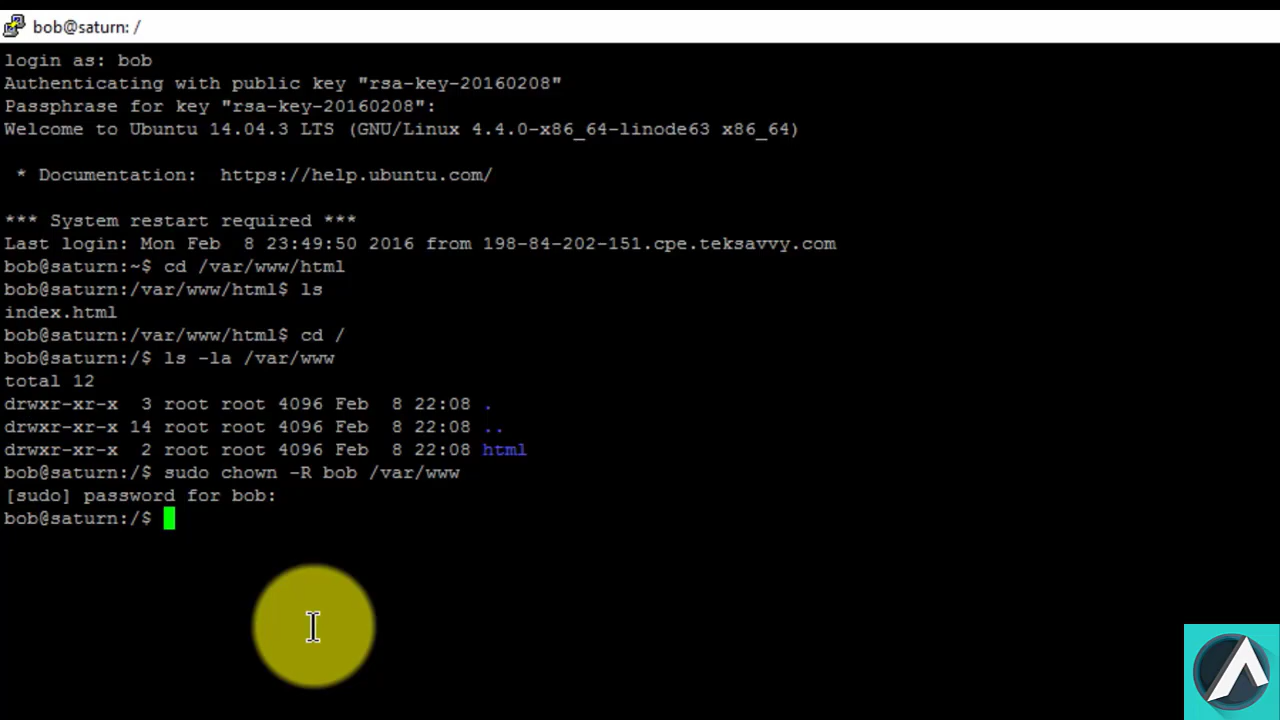 bob@saturn: /
login as: bob
Authenticating with public key "rsa-key-20160208"
Passphrase for key "rsa-key-20160208":
Welcome to Ubuntu 14.04.3 LTS (GNU/Linux 4.4.0-x86_64-linode63 x86_64)
* Documentation:  https://help.ubuntu.com/
*** System restart required ***
Last login: Mon Feb  8 23:49:50 2016 from 198-84-202-151.cpe.teksavvy.com
bob@saturn:~$ cd /var/www/html
bob@saturn:/var/www/html$ ls
index.html
bob@saturn:/var/www/html$ cd /
bob@saturn:/$ ls -la /var/www
total 12
drwxr-xr-x  3 root root 4096 Feb  8 22:08 .
drwxr-xr-x 14 root root 4096 Feb  8 22:08 ..
drwxr-xr-x  2 root root 4096 Feb  8 22:08 html
bob@saturn:/$ sudo chown -R bob /var/www
[sudo] password for bob:
bob@saturn:/$